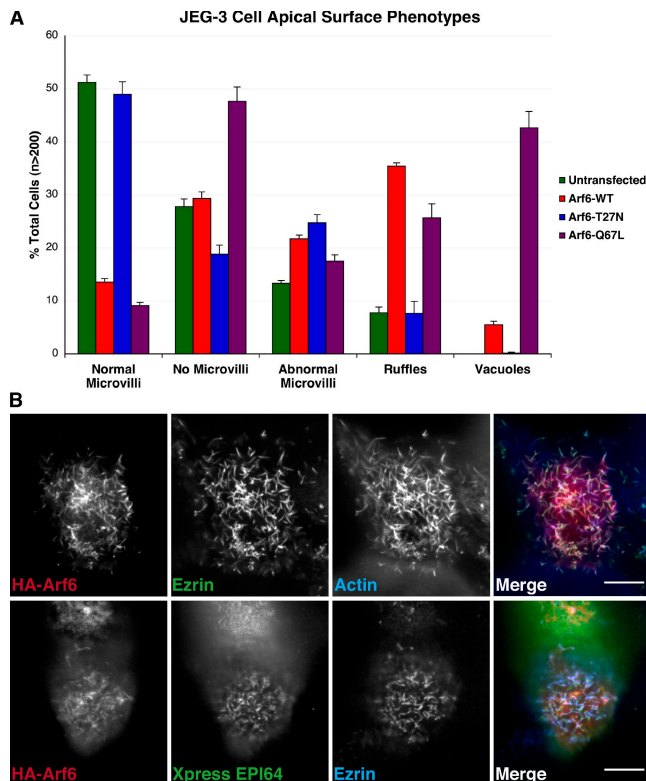 A
JEG-3 Cell Apical Surface Phenotypes
% Total Cells (n>200)
60
50
40
30
20
10
0
Normal Microvilli
No Microvilli
Abnormal Microvilli
Ruffles
Vacuoles
Untransfected
Arf6-WT
Arf6-T27N
Arf6-Q67L
B
HA-Arf6
Ezrin
Actin
Merge
HA-Arf6
Xpress EPI64
Ezrin
Merge